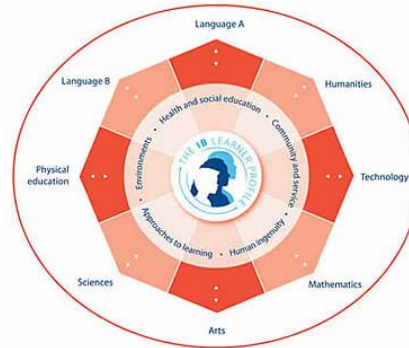 Language A
Language B
Humanities
Health and social education
Environments
Community and service
THE IB LEARNER PROFILE
Physical
education
Technology
Approaches to learning
Human ingenuity
Sciences
Mathematics
Arts